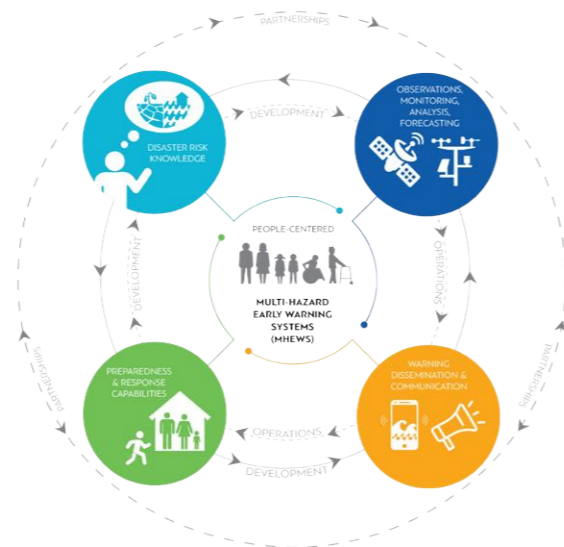 PARTNERSHIPS
DEVELOPMENT
DISASTER RISK
KNOWLEDGE
OBSERVATIONS,
MONITORING,
ANALYSIS,
FORECASTING
PEOPLE-CENTERED
MULTI-HAZARD
EARLY WARNING
SYSTEMS
(MHEWS)
DEVELOPMENT
OPERATIONS
PREPAREDNESS
& RESPONSE
CAPABILITIES
WARNING
DISSEMINATION &
COMMUNICATION
PARTNERSHIPS
PARTNERSHIPS
OPERATIONS
DEVELOPMENT